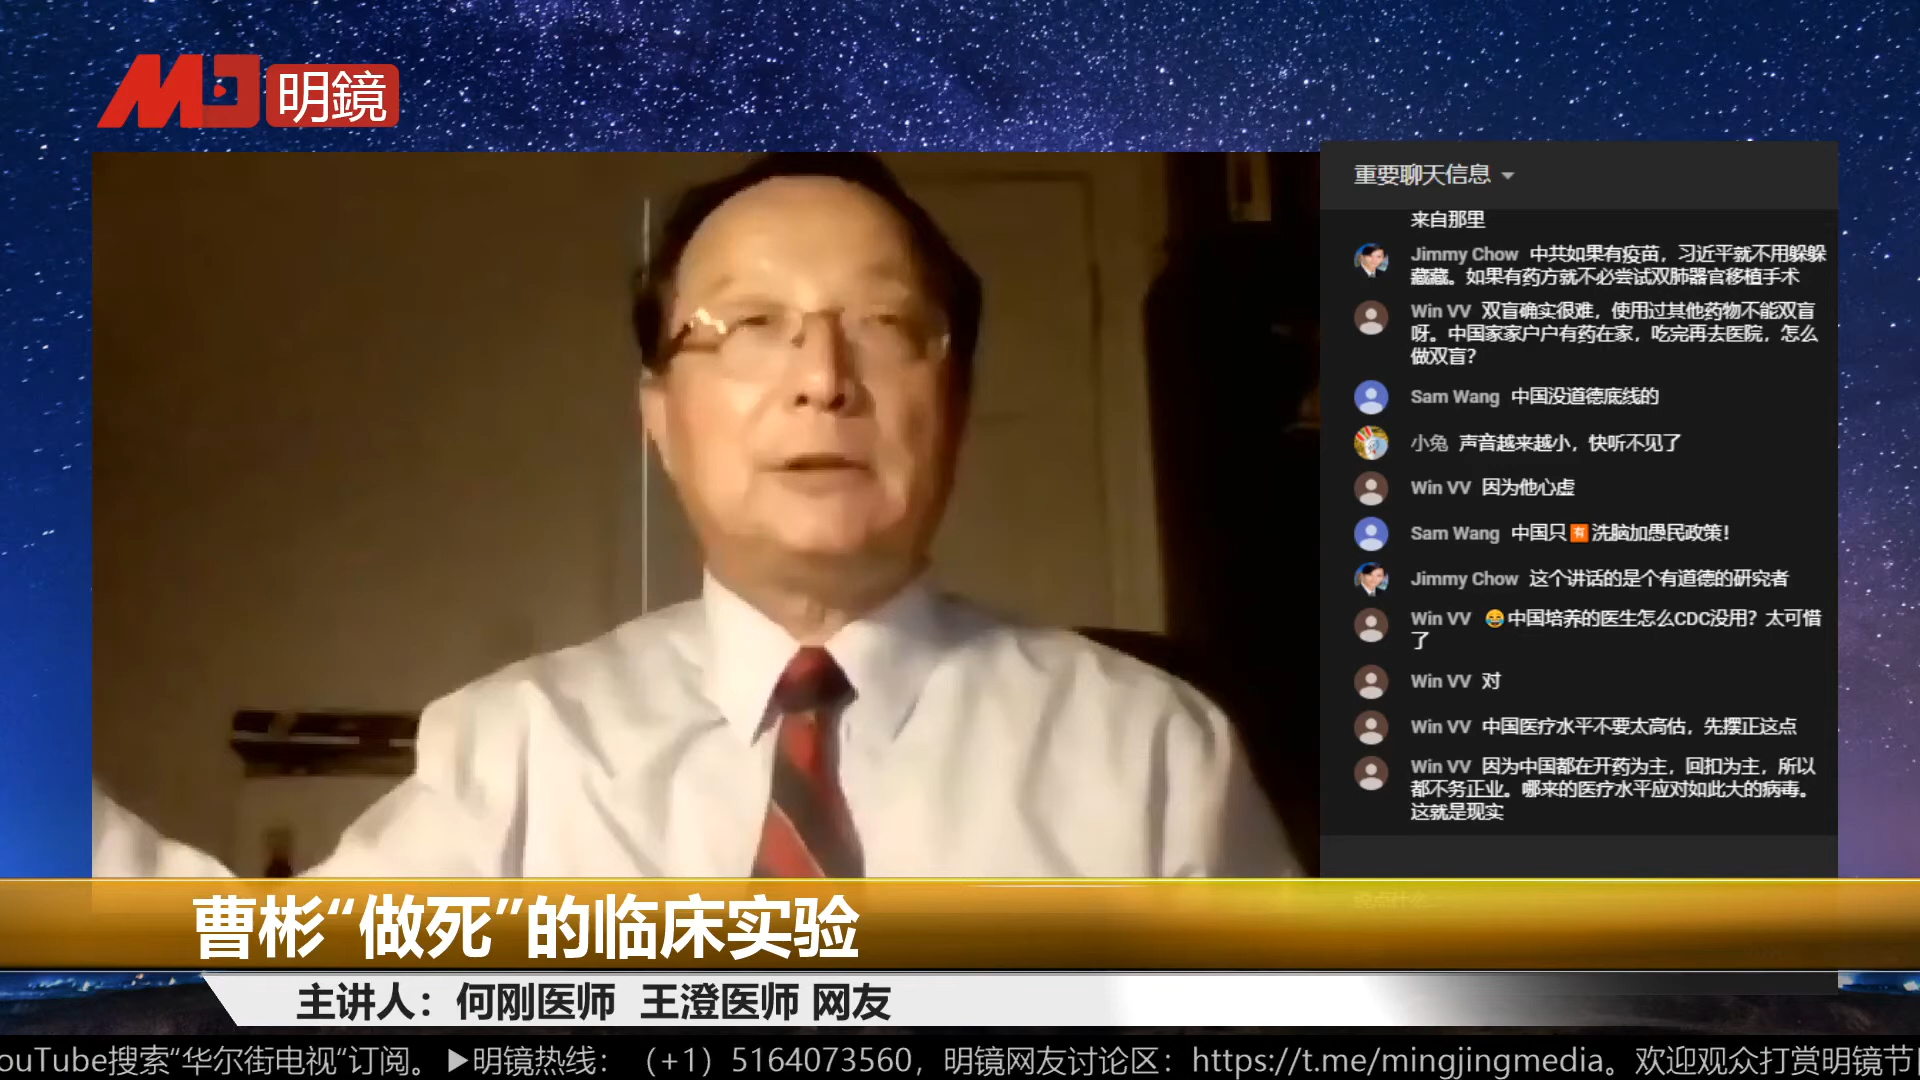 MJ 明鏡
重要聊天信息
来自那里
Jimmy Chow 中共如果有疫苗，习近平就不用躲躲
藏藏。如果有药方就不必尝试双肺器官移植手术
Win VV 双盲确实很难，使用过其他药物不能双盲
呀。中国家家户户有药在家，吃完再去医院，怎么
做双盲？
Sam Wang 中国没道德底线的
小兔 声音越来越小，快听不见了
Win VV 因为他心虚
Sam Wang 中国只🈶洗脑加愚民政策！
Jimmy Chow 这个讲话的是个有道德的研究者
Win VV 😂中国培养的医生怎么CDC没用？太可惜
了
Win VV 对
Win VV 中国医疗水平不要太高估，先摆正这点
Win VV 因为中国都在开药为主，回扣为主，所以
都不务正业。哪来的医疗水平应对如此大的病毒。
这就是现实
说点什么...
曹彬“做死”的临床实验
主讲人：何刚医师 王澄医师 网友
ouTube搜索“华尔街电视“订阅。▶明镜热线：（+1）5164073560，明镜网友讨论区：https://t.me/mingjingmedia。欢迎观众打赏明镜节